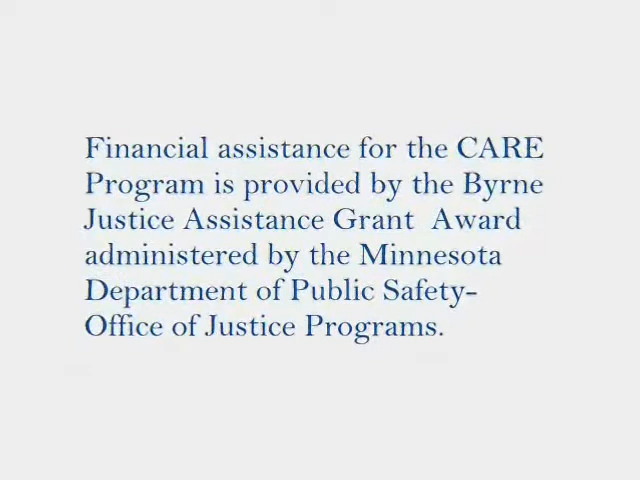 Financial assistance for the CARE
Program is provided by the Byrne
Justice Assistance Grant  Award
administered by the Minnesota
Department of Public Safety-
Office of Justice Programs.